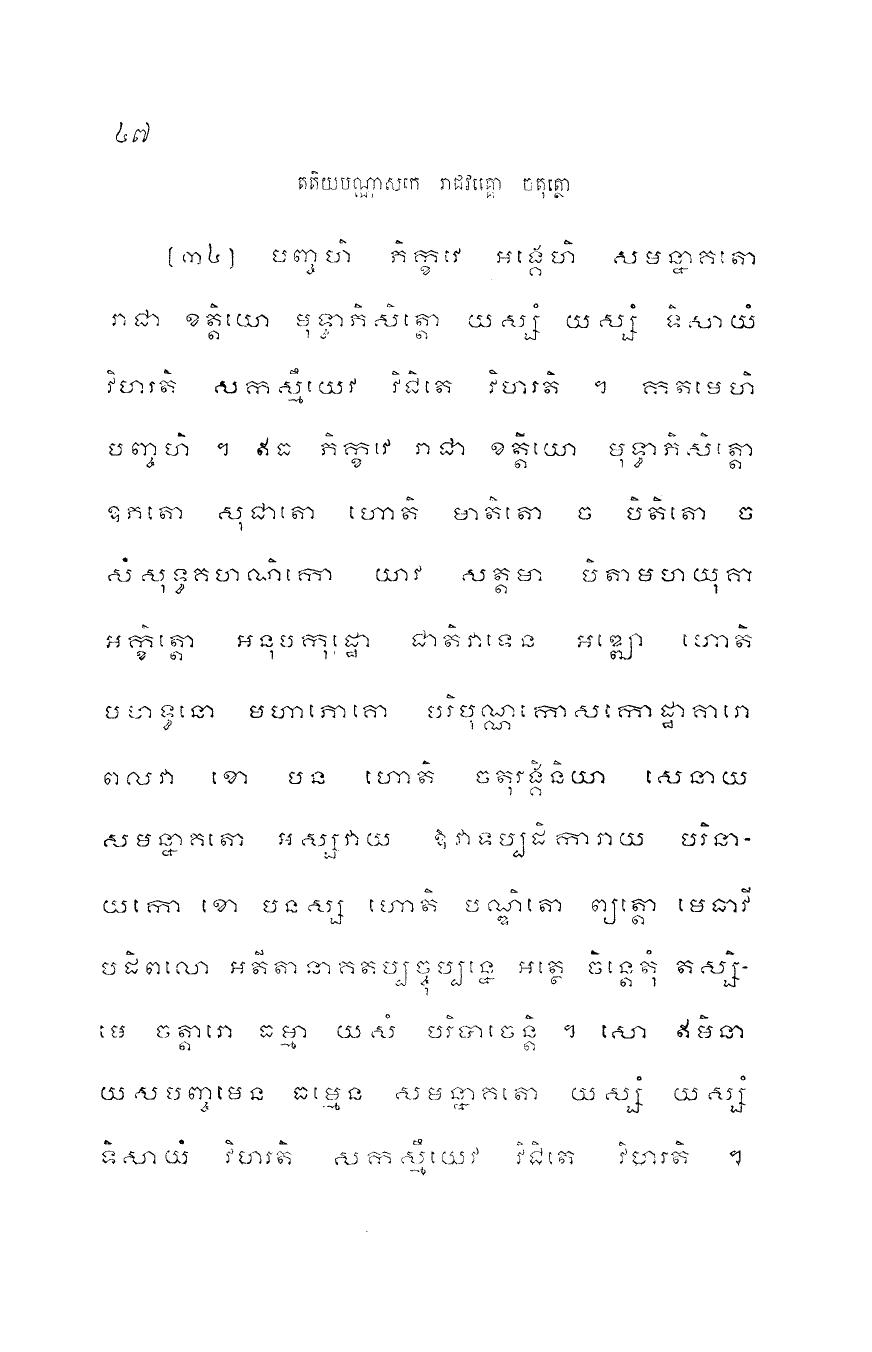 ៤៧
តតិយបណ្ណាសកេ រាជវគ្គោ ចតុត្ថោ
[៣៤] បញ្ចហិ ភិក្ខវេ អង្គេហិ សមន្នាគតោ
រាជា ខត្តិយោ មុទ្ធាភិសិត្តោ យស្សំ យស្សំ ទិសាយំ
វិហរតិ សកស្មឹយេវ វិជិតេ វិហរតិ ។ កតមេហិ
បញ្ចហិ ។ ឥធ ភិក្ខវេ រាជា ខត្តិយោ មុទ្ធាភិសិត្តោ
ឧភតោ សុជាតោ ហោតិ មាតិតោ ច បិតិតោ ច
សំសុទ្ធគហណិកោ យាវ សត្តមា បិតាមហយុគា
អក្ខិត្តោ អនុបក្កុដ្ឋោ ជាតិវាទេន អឌ្ឍោ ហោតិ
មហទ្ធនោ មហាភោគោ បរិបុណ្ណកោសកោដ្ឋាគារោ
ពលវា ខោ បន ហោតិ ចតុរង្គិនិយា សេនាយ
សមន្នាគតោ អស្សវាយ ឱវាទប្បដិការាយ បរិនា-
យកោ ខោ បនស្ស ហោតិ បណ្ឌិតោ ព្យត្តោ មេធាវី
បដិពលោ អតីតានាគតប្បច្ចុប្បន្នេ អត្ថេ ចិន្តេតុំ តស្សិ-
មេ ចត្តារោ ធម្មា យសំ បរិបាចេន្តិ ។ សោ ឥមិនា
យសបញ្ចមេន ធម្មេន សមន្នាគតោ យស្សំ យស្សំ
ទិសាយំ វិហរតិ សកស្មឹយេវ វិជិតេ វិហរតិ ។